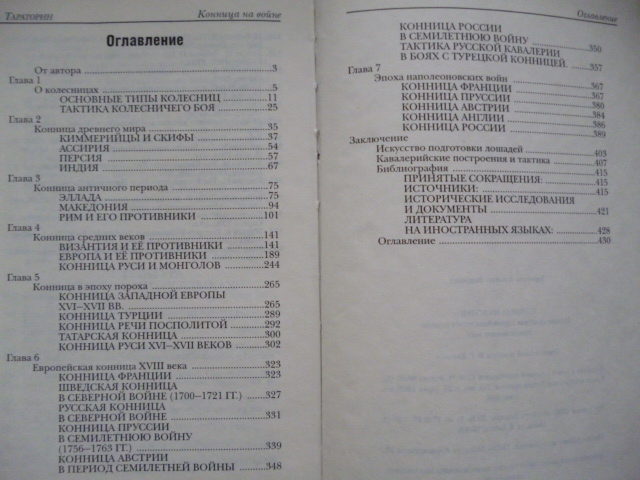 ТАРАТОРИН Конница на войне
Оглавление
От автора 3
Глава 1
О колесницах 5
ОСНОВНЫЕ ТИПЫ КОЛЕСНИЦ 11
ТАКТИКА КОЛЕСНИЧЕГО БОЯ 25
Глава 2
Конница древнего мира 35
КИММЕРИЙЦЫ И СКИФЫ 37
АССИРИЯ 54
ПЕРСИЯ 57
ИНДИЯ 67
Глава 3
Конница античного периода 75
ЭЛЛАДА 75
МАКЕДОНИЯ 94
РИМ И ЕГО ПРОТИВНИКИ 101
Глава 4
Конница средних веков 141
ВИЗАНТИЯ И ЕЁ ПРОТИВНИКИ 141
ЕВРОПА И ЕЁ ПРОТИВНИКИ 189
КОННИЦА РУСИ И МОНГОЛОВ 244
Глава 5
Конница в эпоху пороха 265
КОННИЦА ЗАПАДНОЙ ЕВРОПЫ
XVI–XVII ВВ. 265
КОННИЦА ТУРЦИИ 289
КОННИЦА РЕЧИ ПОСПОЛИТОЙ 292
ТАТАРСКАЯ КОННИЦА 300
КОННИЦА РУСИ XVI-XVII ВЕКОВ 302
Глава 6
Европейская конница XVIII века 323
КОННИЦА ФРАНЦИИ 323
ШВЕДСКАЯ КОННИЦА
В СЕВЕРНОЙ ВОЙНЕ (1700–1721 ГГ.) 327
РУССКАЯ КОННИЦА
В СЕВЕРНОЙ ВОЙНЕ 331
КОННИЦА ПРУССИИ
В СЕМИЛЕТНЮЮ ВОЙНУ
(1756–1763 ГГ.) 339
КОННИЦА АВСТРИИ
В ПЕРИОД СЕМИЛЕТНЕЙ ВОЙНЫ 348
Оглавление
КОННИЦА РОССИИ
В СЕМИЛЕТНЮЮ ВОЙНУ 350
ТАКТИКА РУССКОЙ КАВАЛЕРИИ
В БОЯХ С ТУРЕЦКОЙ КОННИЦЕЙ 357
Глава 7
Эпоха наполеоновских войн 367
КОННИЦА ФРАНЦИИ 367
КОННИЦА ПРУССИИ 380
КОННИЦА АВСТРИИ 384
КОННИЦА АНГЛИИ 386
КОННИЦА РОССИИ 389
Заключение
Искусство подготовки лошадей 403
Кавалерийские построения и тактика 407
Библиография 415
ПРИНЯТЫЕ СОКРАЩЕНИЯ: 415
ИСТОЧНИКИ: 415
ИСТОРИЧЕСКИЕ ИССЛЕДОВАНИЯ
И ДОКУМЕНТЫ 421
ЛИТЕРАТУРА
НА ИНОСТРАННЫХ ЯЗЫКАХ: 428
Оглавление 430